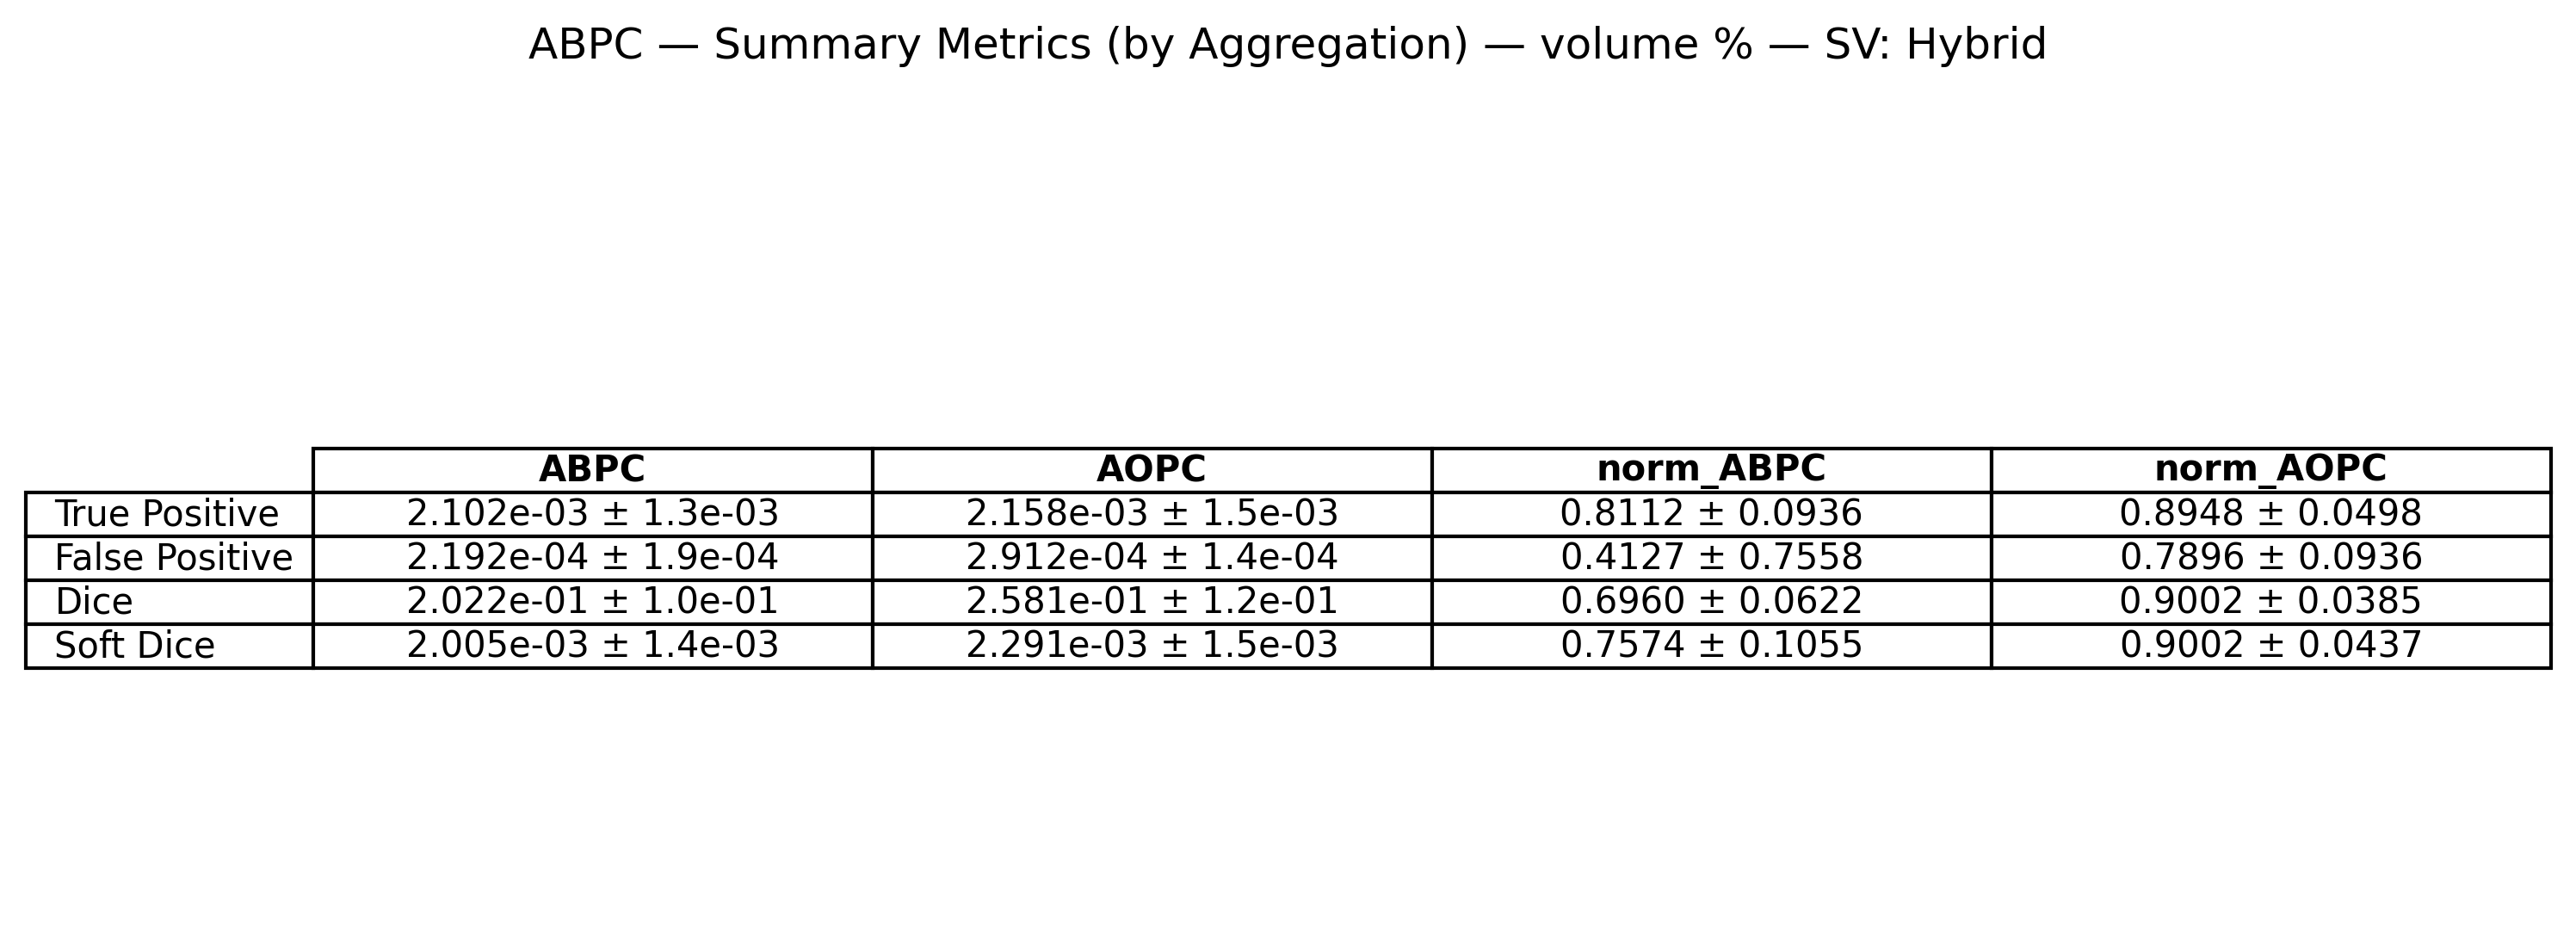 ABPC — Summary Metrics (by Aggregation) — volume % — SV: Hybrid
ABPC AOPC norm_ABPC norm_AOPC
True Positive 2.102e-03 ± 1.3e-03 2.158e-03 ± 1.5e-03 0.8112 ± 0.0936 0.8948 ± 0.0498
False Positive 2.192e-04 ± 1.9e-04 2.912e-04 ± 1.4e-04 0.4127 ± 0.7558 0.7896 ± 0.0936
Dice 2.022e-01 ± 1.0e-01 2.581e-01 ± 1.2e-01 0.6960 ± 0.0622 0.9002 ± 0.0385
Soft Dice 2.005e-03 ± 1.4e-03 2.291e-03 ± 1.5e-03 0.7574 ± 0.1055 0.9002 ± 0.0437